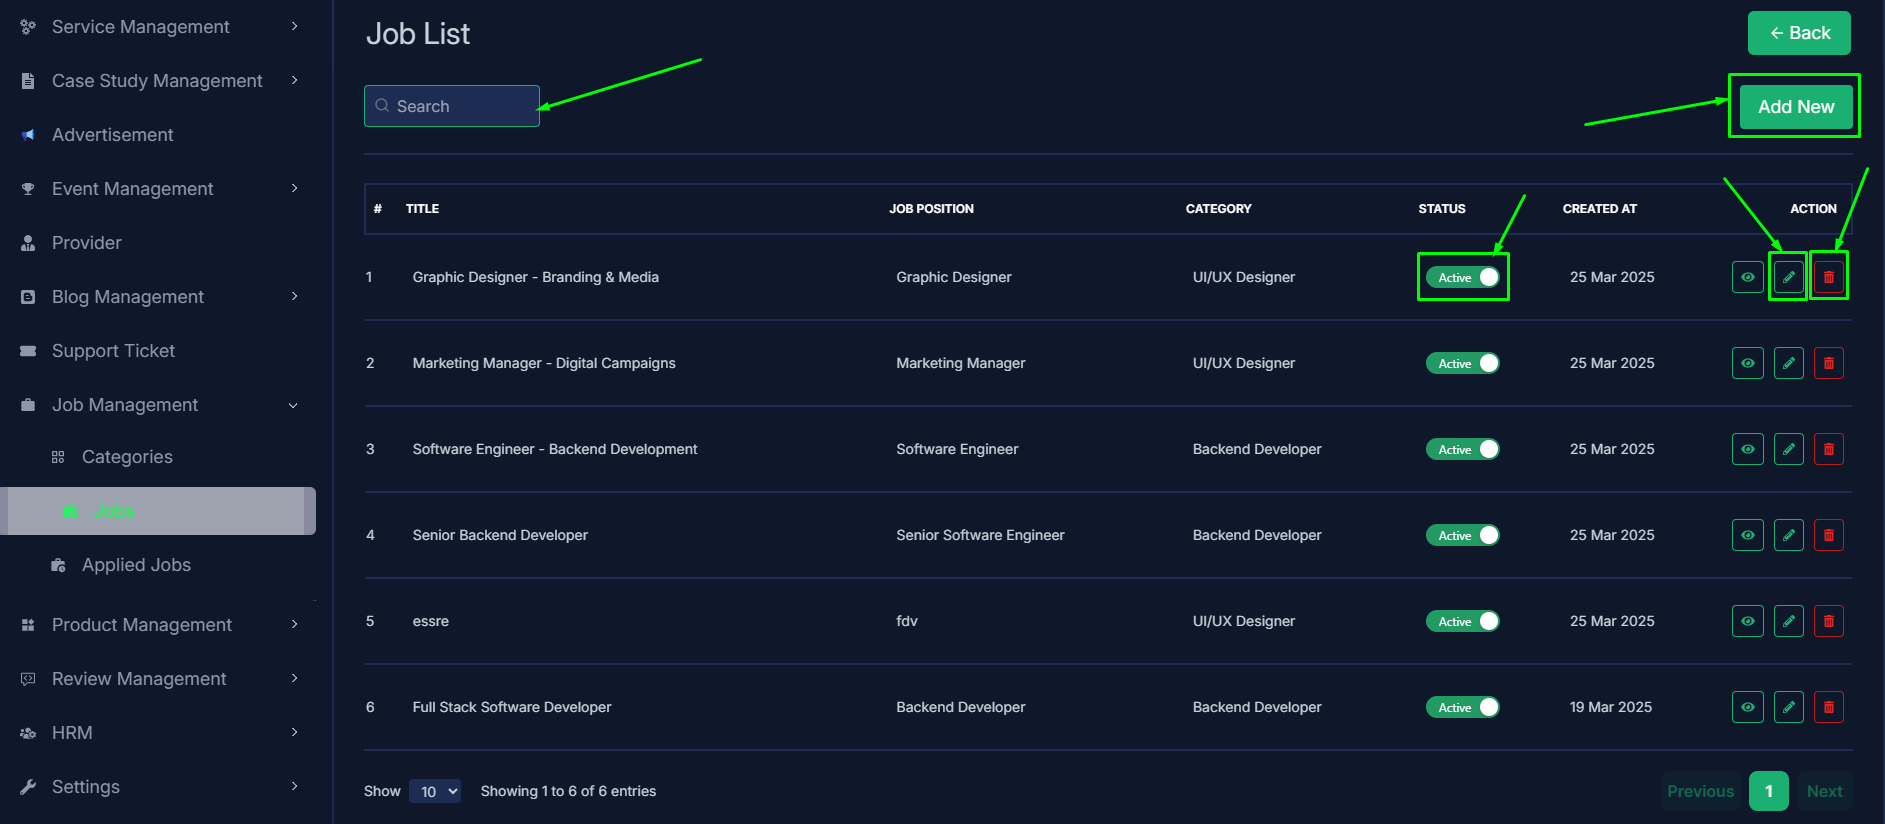 Service Management
Case Study Management
Advertisement
Event Management
Provider
Blog Management
Support Ticket
Job Management
Categories
Jobs
Applied Jobs
Product Management
Review Management
HRM
Settings
Job List
← Back
Search
Add New
# TITLE JOB POSITION CATEGORY STATUS CREATED AT ACTION
1 Graphic Designer - Branding & Media Graphic Designer UI/UX Designer Active 25 Mar 2025
2 Marketing Manager - Digital Campaigns Marketing Manager UI/UX Designer Active 25 Mar 2025
3 Software Engineer - Backend Development Software Engineer Backend Developer Active 25 Mar 2025
4 Senior Backend Developer Senior Software Engineer Backend Developer Active 25 Mar 2025
5 essre fdv UI/UX Designer Active 25 Mar 2025
6 Full Stack Software Developer Backend Developer Backend Developer Active 19 Mar 2025
Show 10 Showing 1 to 6 of 6 entries Previous 1 Next